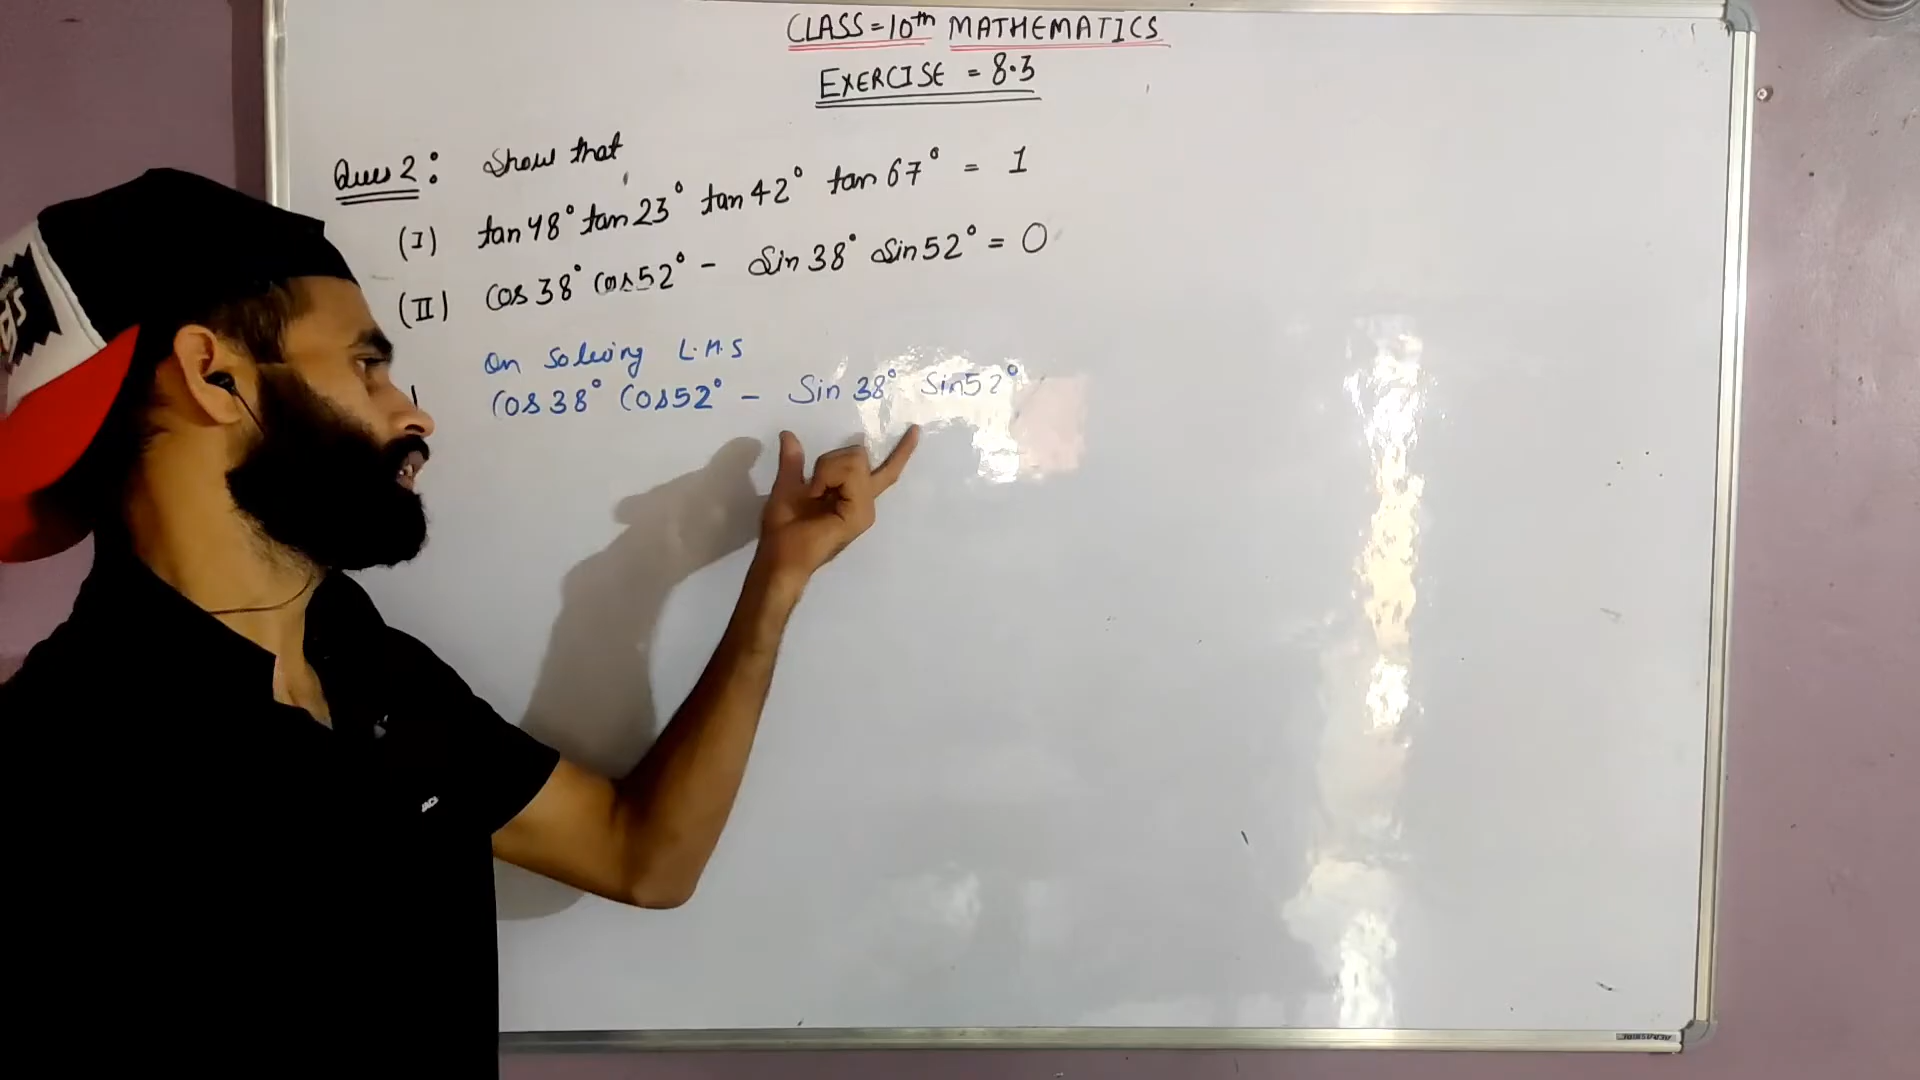 CLASS=10th MATHEMATICS
EXERCISE = 8.3
Ques 2: Show that
(I) tan 48° tan 23° tan 42° tan 67° = 1
(II) Cos 38° Cos 52° - Sin 38° Sin 52° = 0
On Solving L.H.S
Cos 38° Cos 52° - Sin 38° Sin 52°